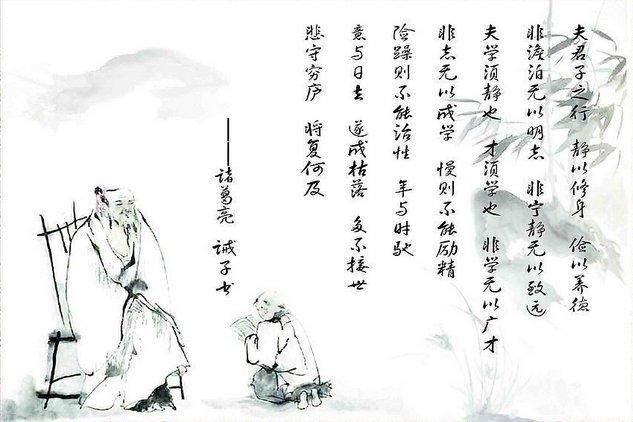 夫君子之行 静以修身 俭以养德
非澹泊无以明志 非宁静无以致远
夫学须静也 才须学也 非学无以广才
非志无以成学 慢则不能励精
险躁则不能治性 年与时驰
意与日去 遂成枯落 多不接世
悲守穷庐 将复何及
——诸葛亮 诫子书